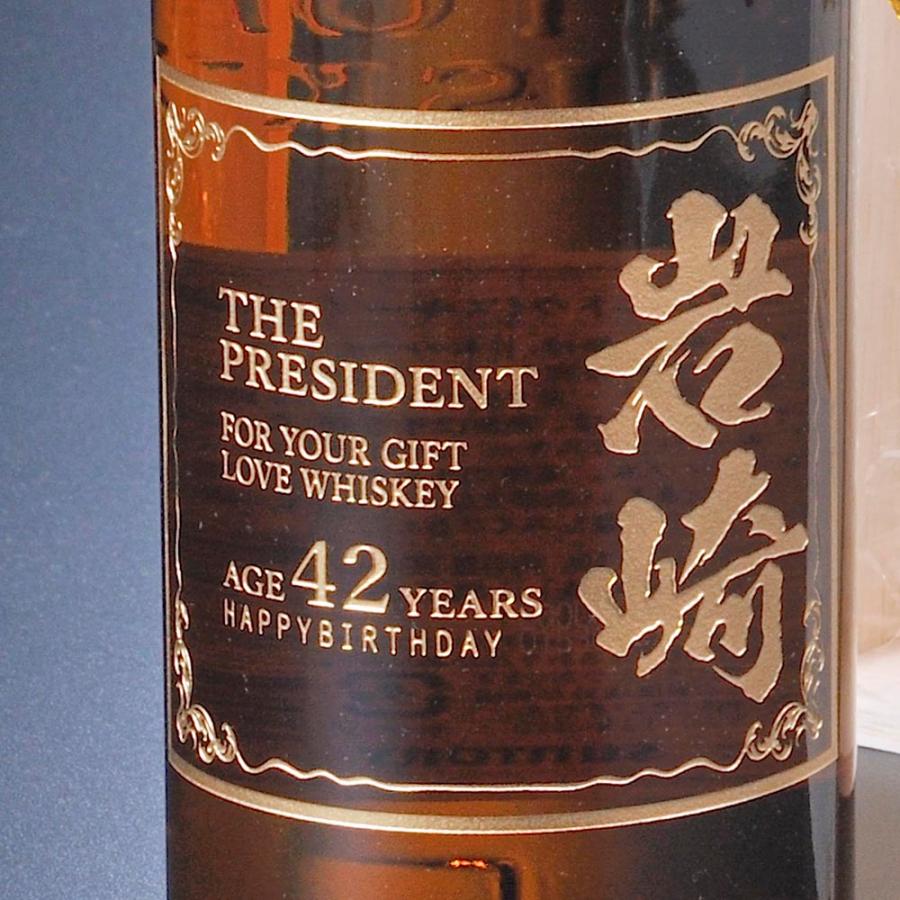 THE
PRESIDENT
FOR YOUR GIFT
LOVE WHISKEY
AGE 42 YEARS
HAPPYBIRTHDAY
岩崎